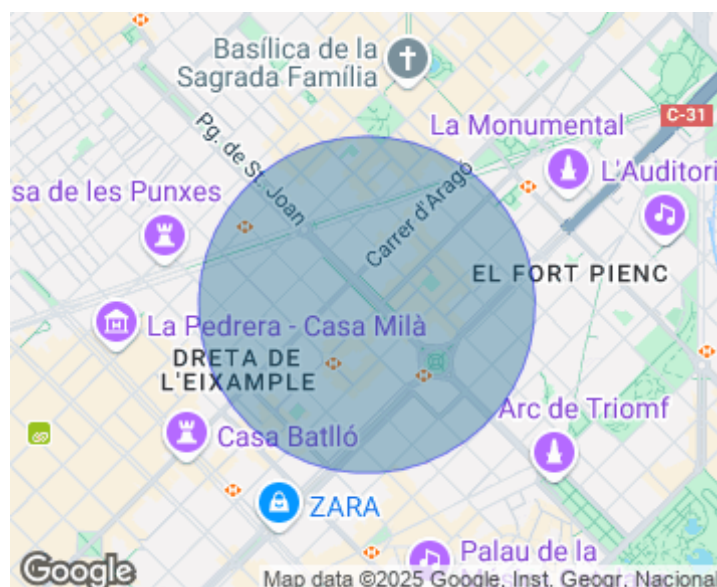 Basílica de la
Sagrada Família
C-31
La Monumental
Pg. de St. Joan
L'Auditori
Carrer d'Aragó
sa de les Punxes
EL FORT PIENC
La Pedrera - Casa Milà
DRETA DE
L'EIXAMPLE
Arc de Triomf
Casa Batlló
ZARA
Palau de la
Google
Map data ©2025 Google, Inst. Geogr. Nacional